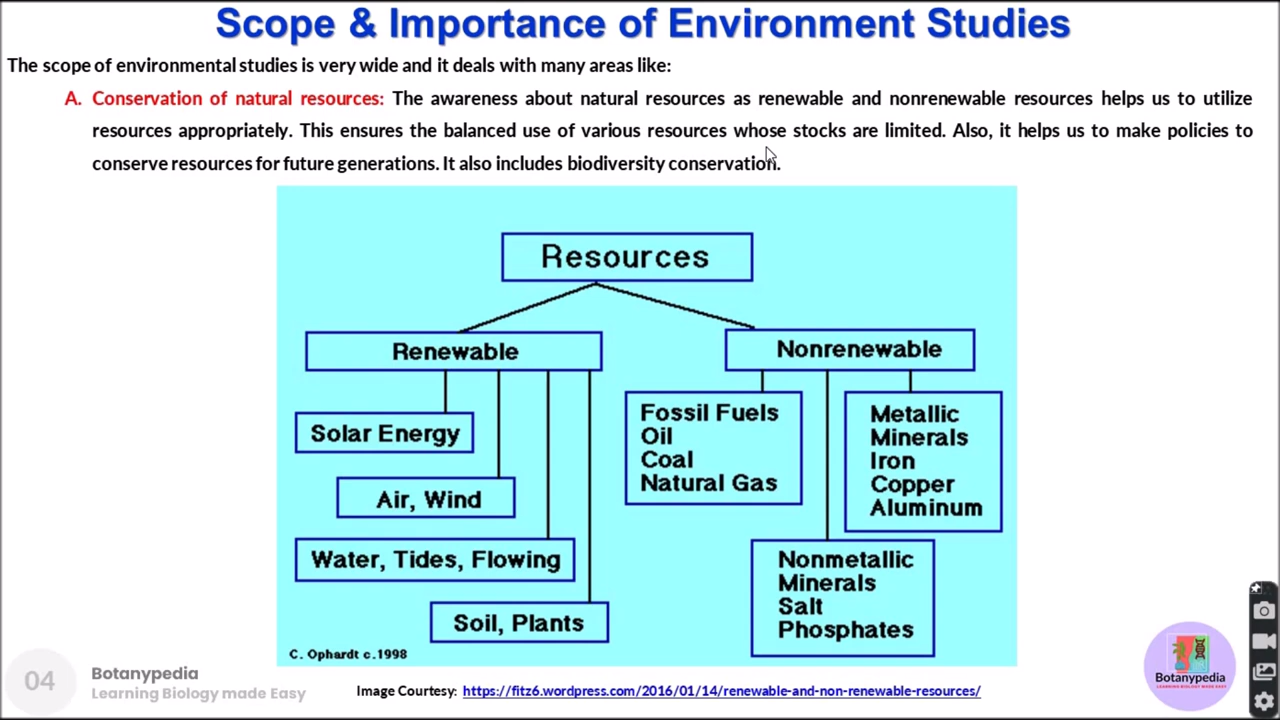 Scope & Importance of Environment Studies
The scope of environmental studies is very wide and it deals with many areas like:
A. Conservation of natural resources: The awareness about natural resources as renewable and nonrenewable resources helps us to utilize
resources appropriately. This ensures the balanced use of various resources whose stocks are limited. Also, it helps us to make policies to
conserve resources for future generations. It also includes biodiversity conservation.
Resources
Renewable
Nonrenewable
Solar Energy
Air, Wind
Water, Tides, Flowing
Soil, Plants
Fossil Fuels
Oil
Coal
Natural Gas
Metallic
Minerals
Iron
Copper
Aluminum
Nonmetallic
Minerals
Salt
Phosphates
C. Ophardt c.1998
04
Botanypedia
Learning Biology made Easy
Image Courtesy: https://fitz6.wordpress.com/2016/01/14/renewable-and-non-renewable-resources/
Botanypedia
LEARNING BIOLOGY MADE EASY